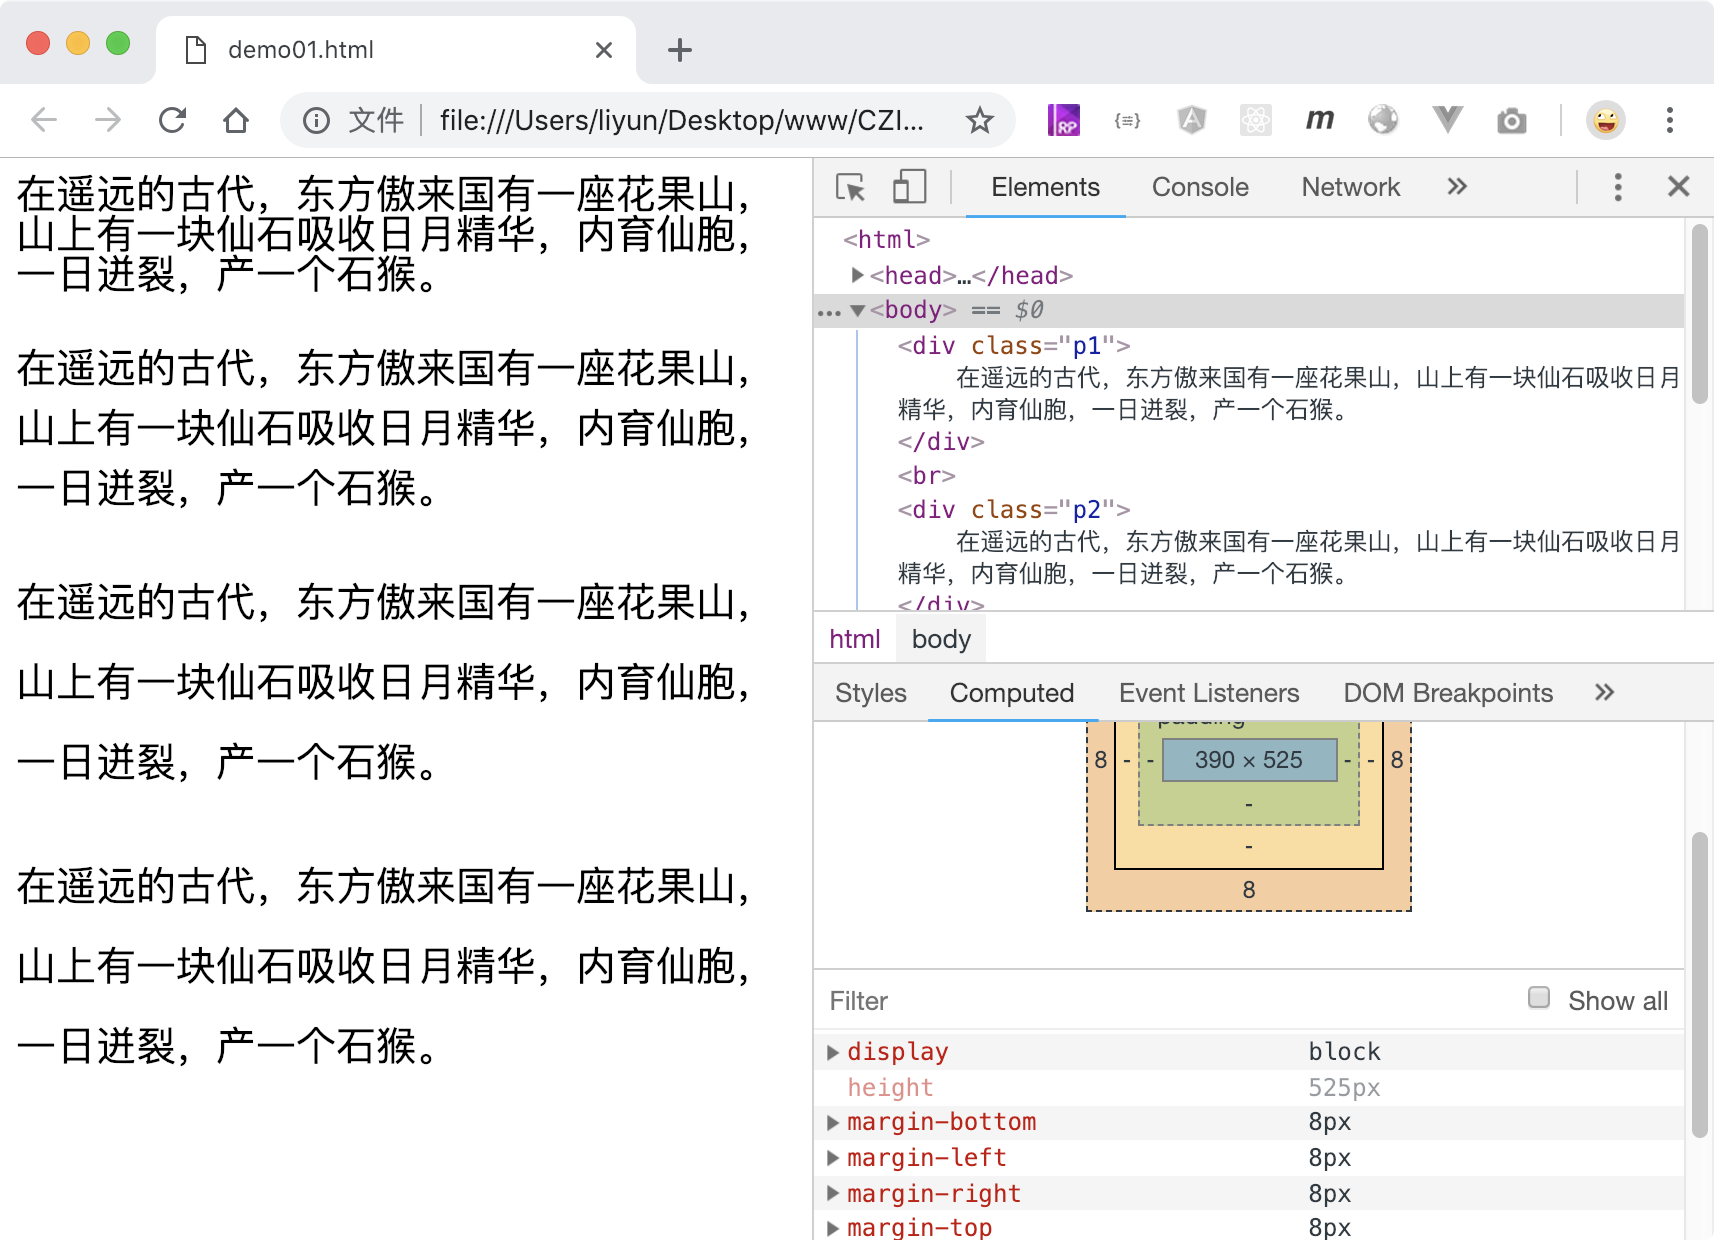 demo01.html
文件 file:///Users/liyun/Desktop/www/CZI...
RP
m
在遥远的古代，东方傲来国有一座花果山，
山上有一块仙石吸收日月精华，内育仙胞，
一日迸裂，产一个石猴。
在遥远的古代，东方傲来国有一座花果山，
山上有一块仙石吸收日月精华，内育仙胞，
一日迸裂，产一个石猴。
在遥远的古代，东方傲来国有一座花果山，
山上有一块仙石吸收日月精华，内育仙胞，
一日迸裂，产一个石猴。
在遥远的古代，东方傲来国有一座花果山，
山上有一块仙石吸收日月精华，内育仙胞，
一日迸裂，产一个石猴。
Elements Console Network »
<html>
<head>…</head>
<body> == $0
<div class="p1">
在遥远的古代，东方傲来国有一座花果山，山上有一块仙石吸收日月
精华，内育仙胞，一日迸裂，产一个石猴。
</div>
<br>
<div class="p2">
在遥远的古代，东方傲来国有一座花果山，山上有一块仙石吸收日月
精华，内育仙胞，一日迸裂，产一个石猴。
</div>
html body
Styles Computed Event Listeners DOM Breakpoints »
padding
8 - - 390 × 525 - - 8
-
-
8
Filter Show all
display block
height 525px
margin-bottom 8px
margin-left 8px
margin-right 8px
margin-top 8px